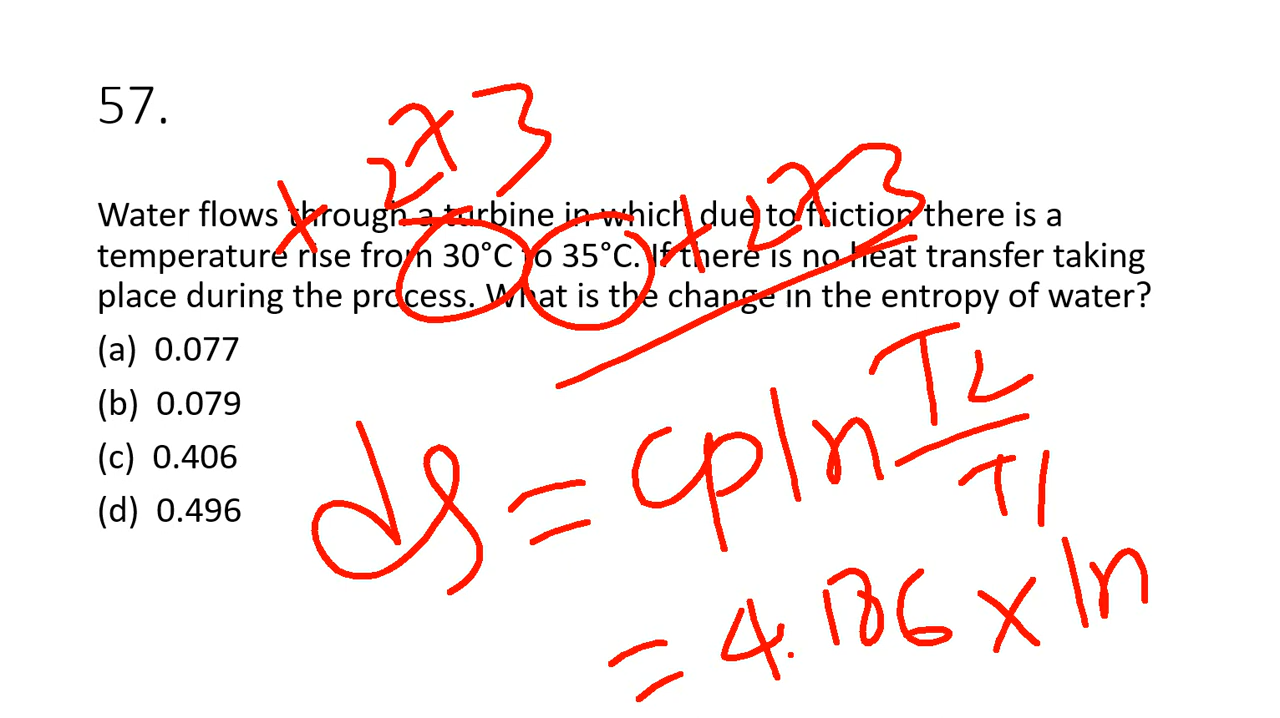 57.
x 273
x 273
Water flows through a turbine in which due to friction there is a
temperature rise from 30°C to 35°C. If there is no heat transfer taking
place during the process. What is the change in the entropy of water?
(a) 0.077
(b) 0.079
(c) 0.406
(d) 0.496
ds = cp ln T2/T1
= 4.186 x ln